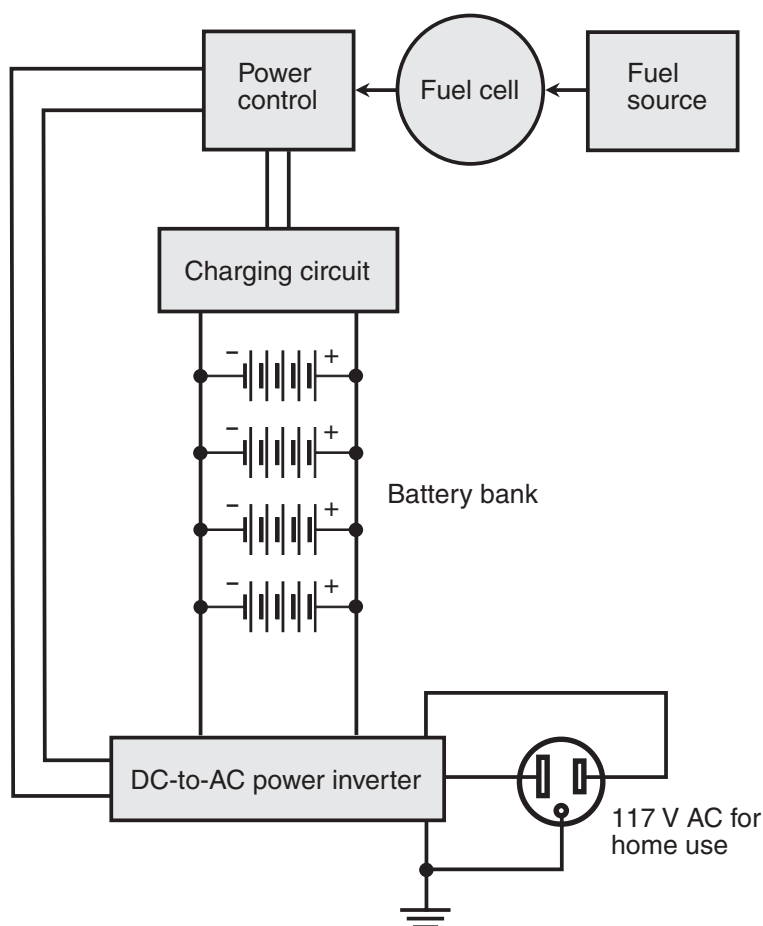 Power
control
Fuel cell
Fuel
source
Charging circuit
– +
– +
Battery bank
– +
– +
DC-to-AC power inverter
117 V AC for
home use